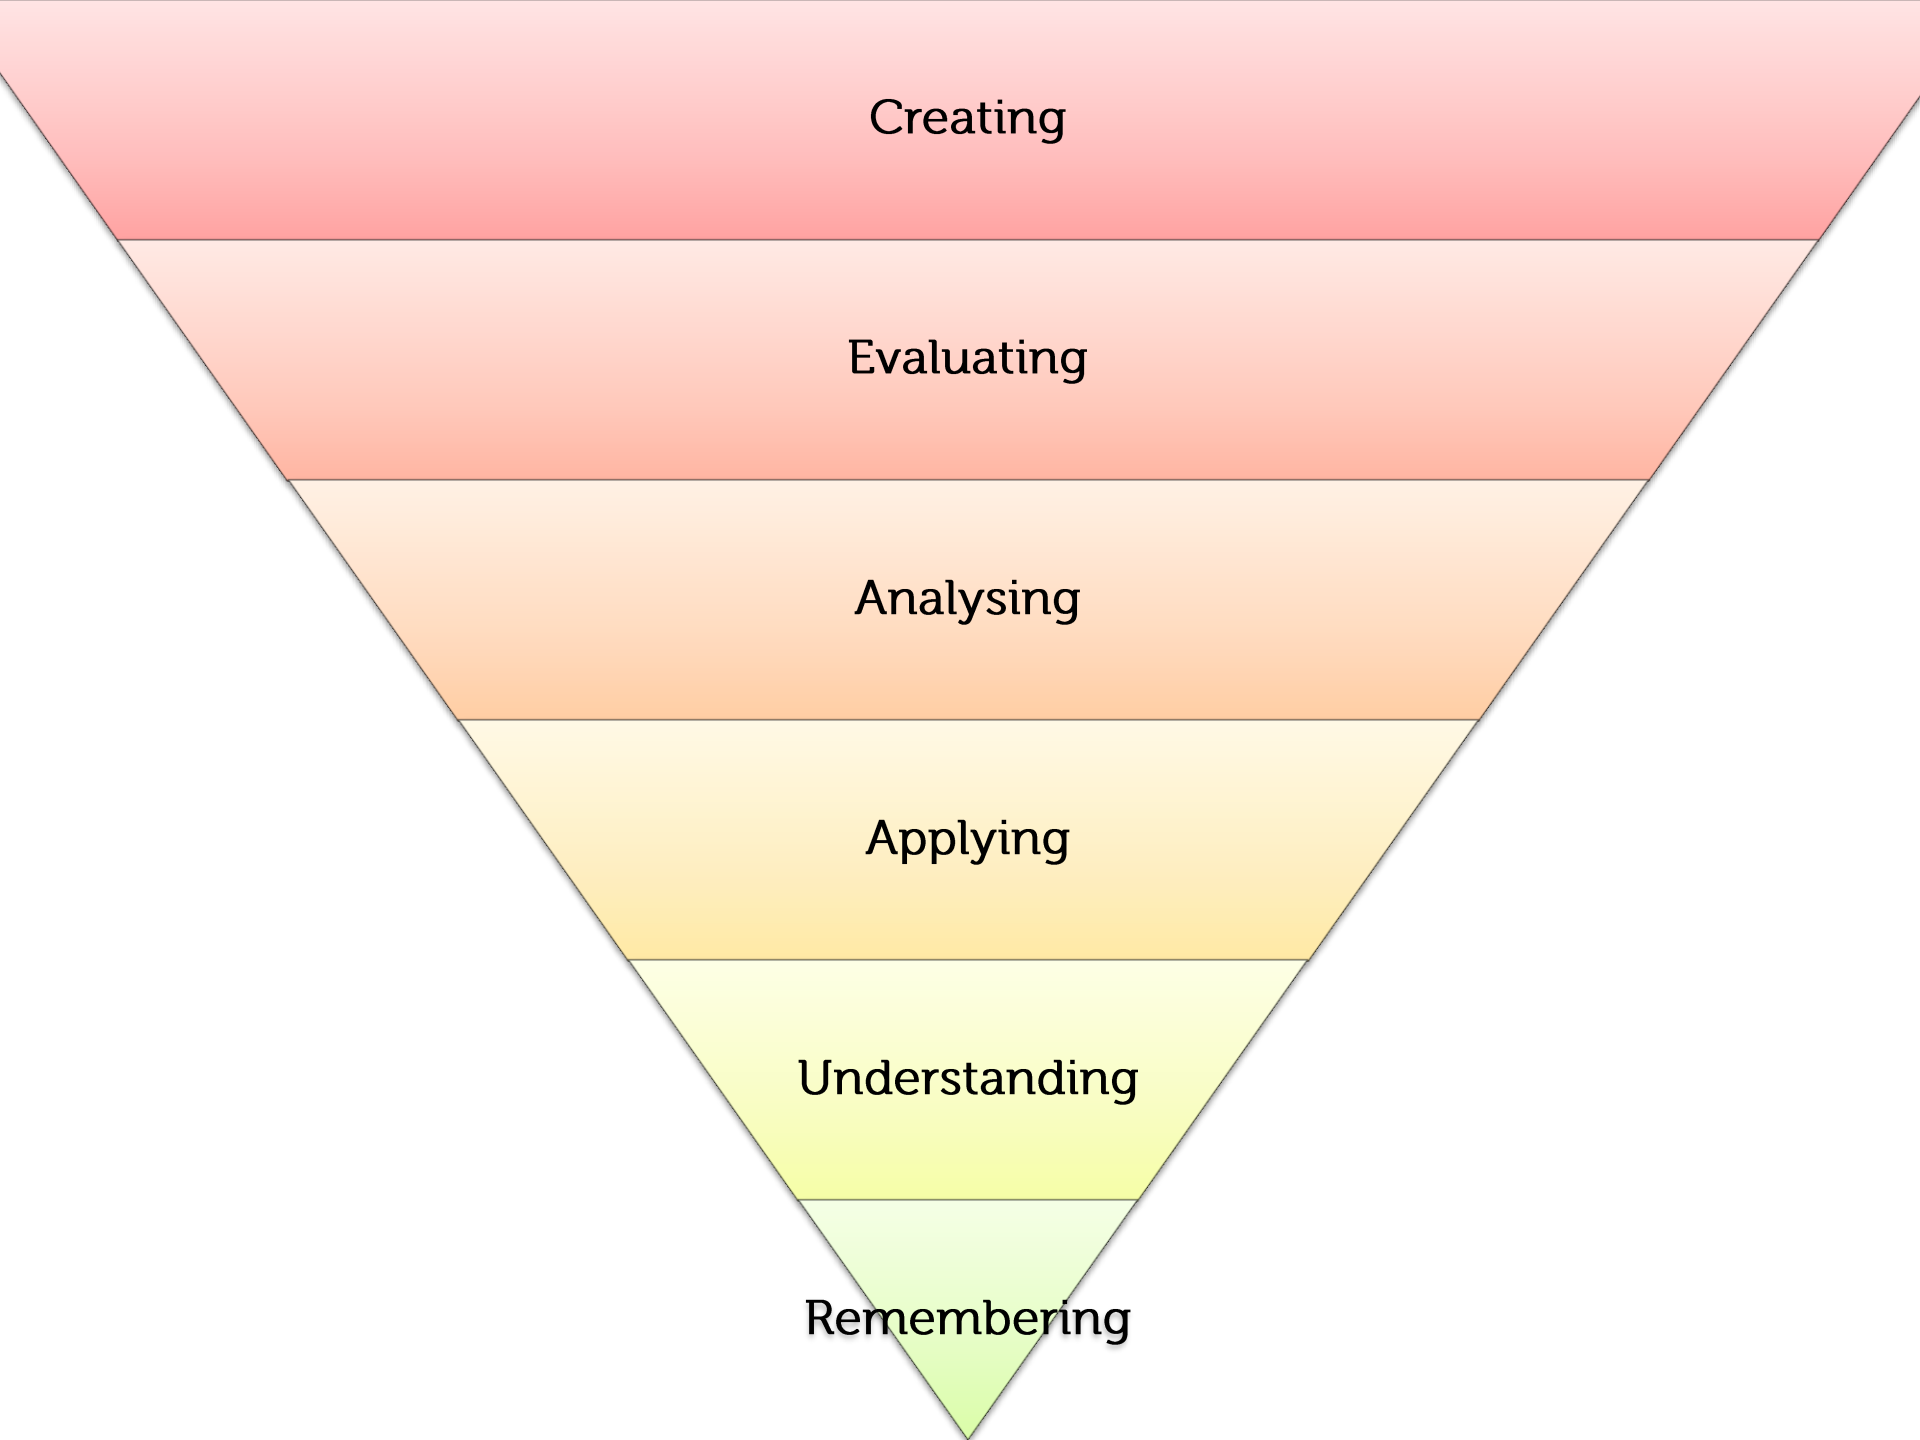 Creating
Evaluating
Analysing
Applying
Understanding
Remembering